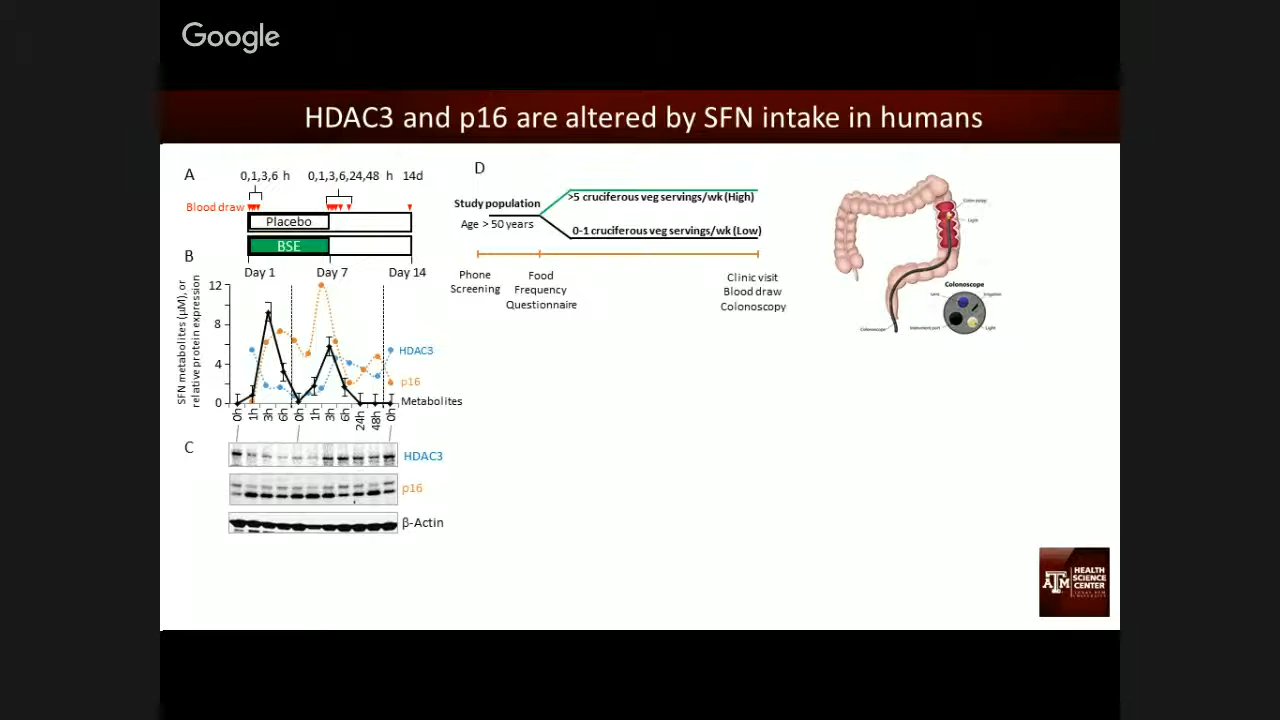 Google
HDAC3 and p16 are altered by SFN intake in humans
A
0,1,3,6 h
0,1,3,6,24,48 h
14d
Blood draw
Placebo
BSE
Day 1
Day 7
Day 14
B
SFN metabolites (μM), or
relative protein expression
12
8
4
0
HDAC3
p16
Metabolites
0h
1h
3h
6h
0h
1h
3h
6h
24h
48h
0h
C
HDAC3
p16
β-Actin
D
Study population
Age > 50 years
>5 cruciferous veg servings/wk (High)
0-1 cruciferous veg servings/wk (Low)
Phone
Screening
Food
Frequency
Questionnaire
Clinic visit
Blood draw
Colonoscopy
Colon polyp
Light
Colonoscope
Lens
Irrigation
Instrument port
Light
Colonoscope
ATM
HEALTH
SCIENCE
CENTER
TEXAS A&M
UNIVERSITY